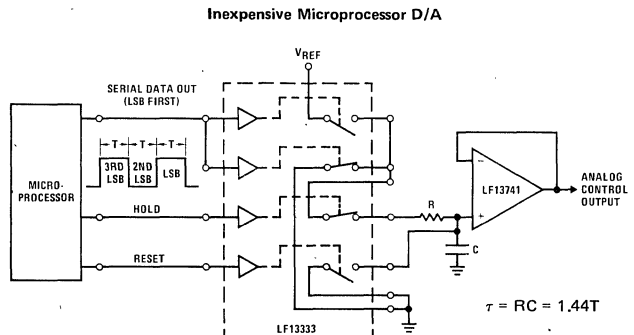 Inexpensive Microprocessor D/A
VREF
SERIAL DATA OUT
(LSB FIRST)
T T T
3RD
LSB
2ND
LSB
LSB
MICRO-
PROCESSOR
HOLD
RESET
R
C
−
+
LF13741
ANALOG
CONTROL
OUTPUT
τ = RC = 1.44T
LF13333